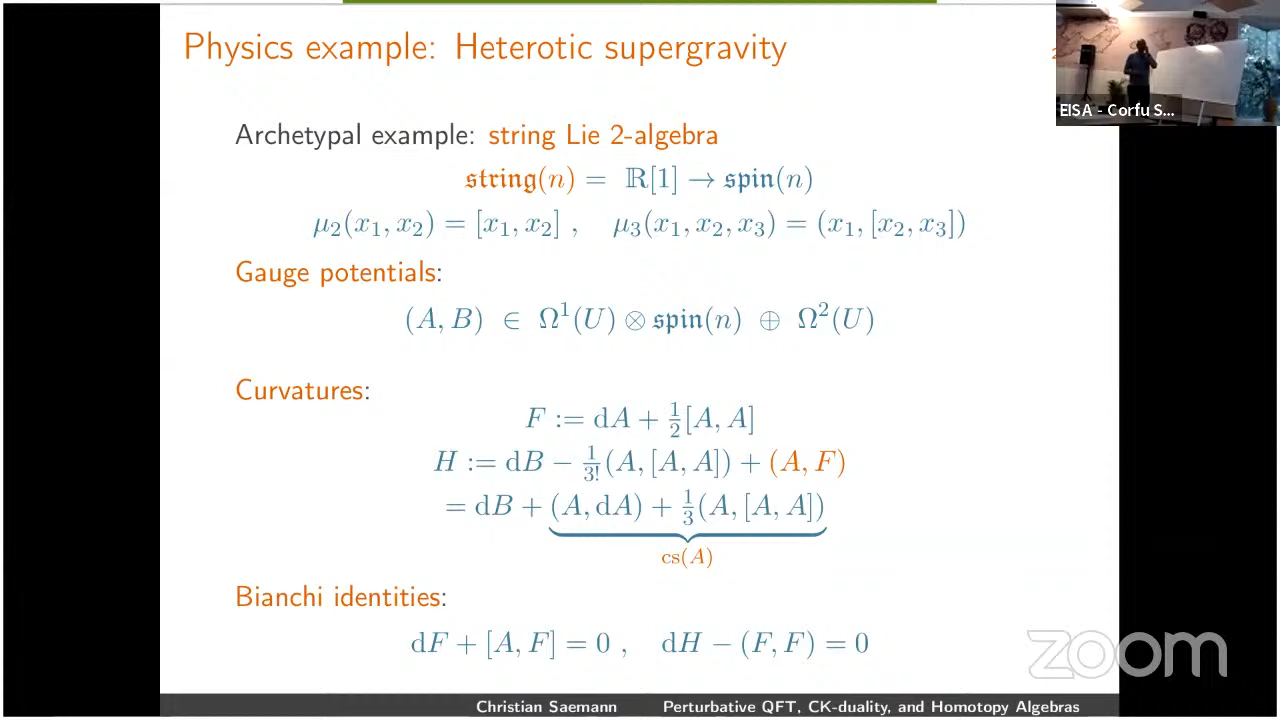 Physics example: Heterotic supergravity
EISA - Corfu S...
Archetypal example: string Lie 2-algebra
𝔰𝔱𝔯𝔦𝔫𝔤(n) = ℝ[1] → 𝔰𝔭𝔦𝔫(n)
μ₂(x₁, x₂) = [x₁, x₂] , μ₃(x₁, x₂, x₃) = (x₁, [x₂, x₃])
Gauge potentials:
(A, B) ∈ Ω¹(U) ⊗ 𝔰𝔭𝔦𝔫(n) ⊕ Ω²(U)
Curvatures:
F := dA + ½[A, A]
H := dB − 1/3! (A, [A, A]) + (A, F)
= dB + (A, dA) + ⅓(A, [A, A])
cs(A)
Bianchi identities:
dF + [A, F] = 0 , dH − (F, F) = 0
zoom
Christian Saemann Perturbative QFT, CK-duality, and Homotopy Algebras